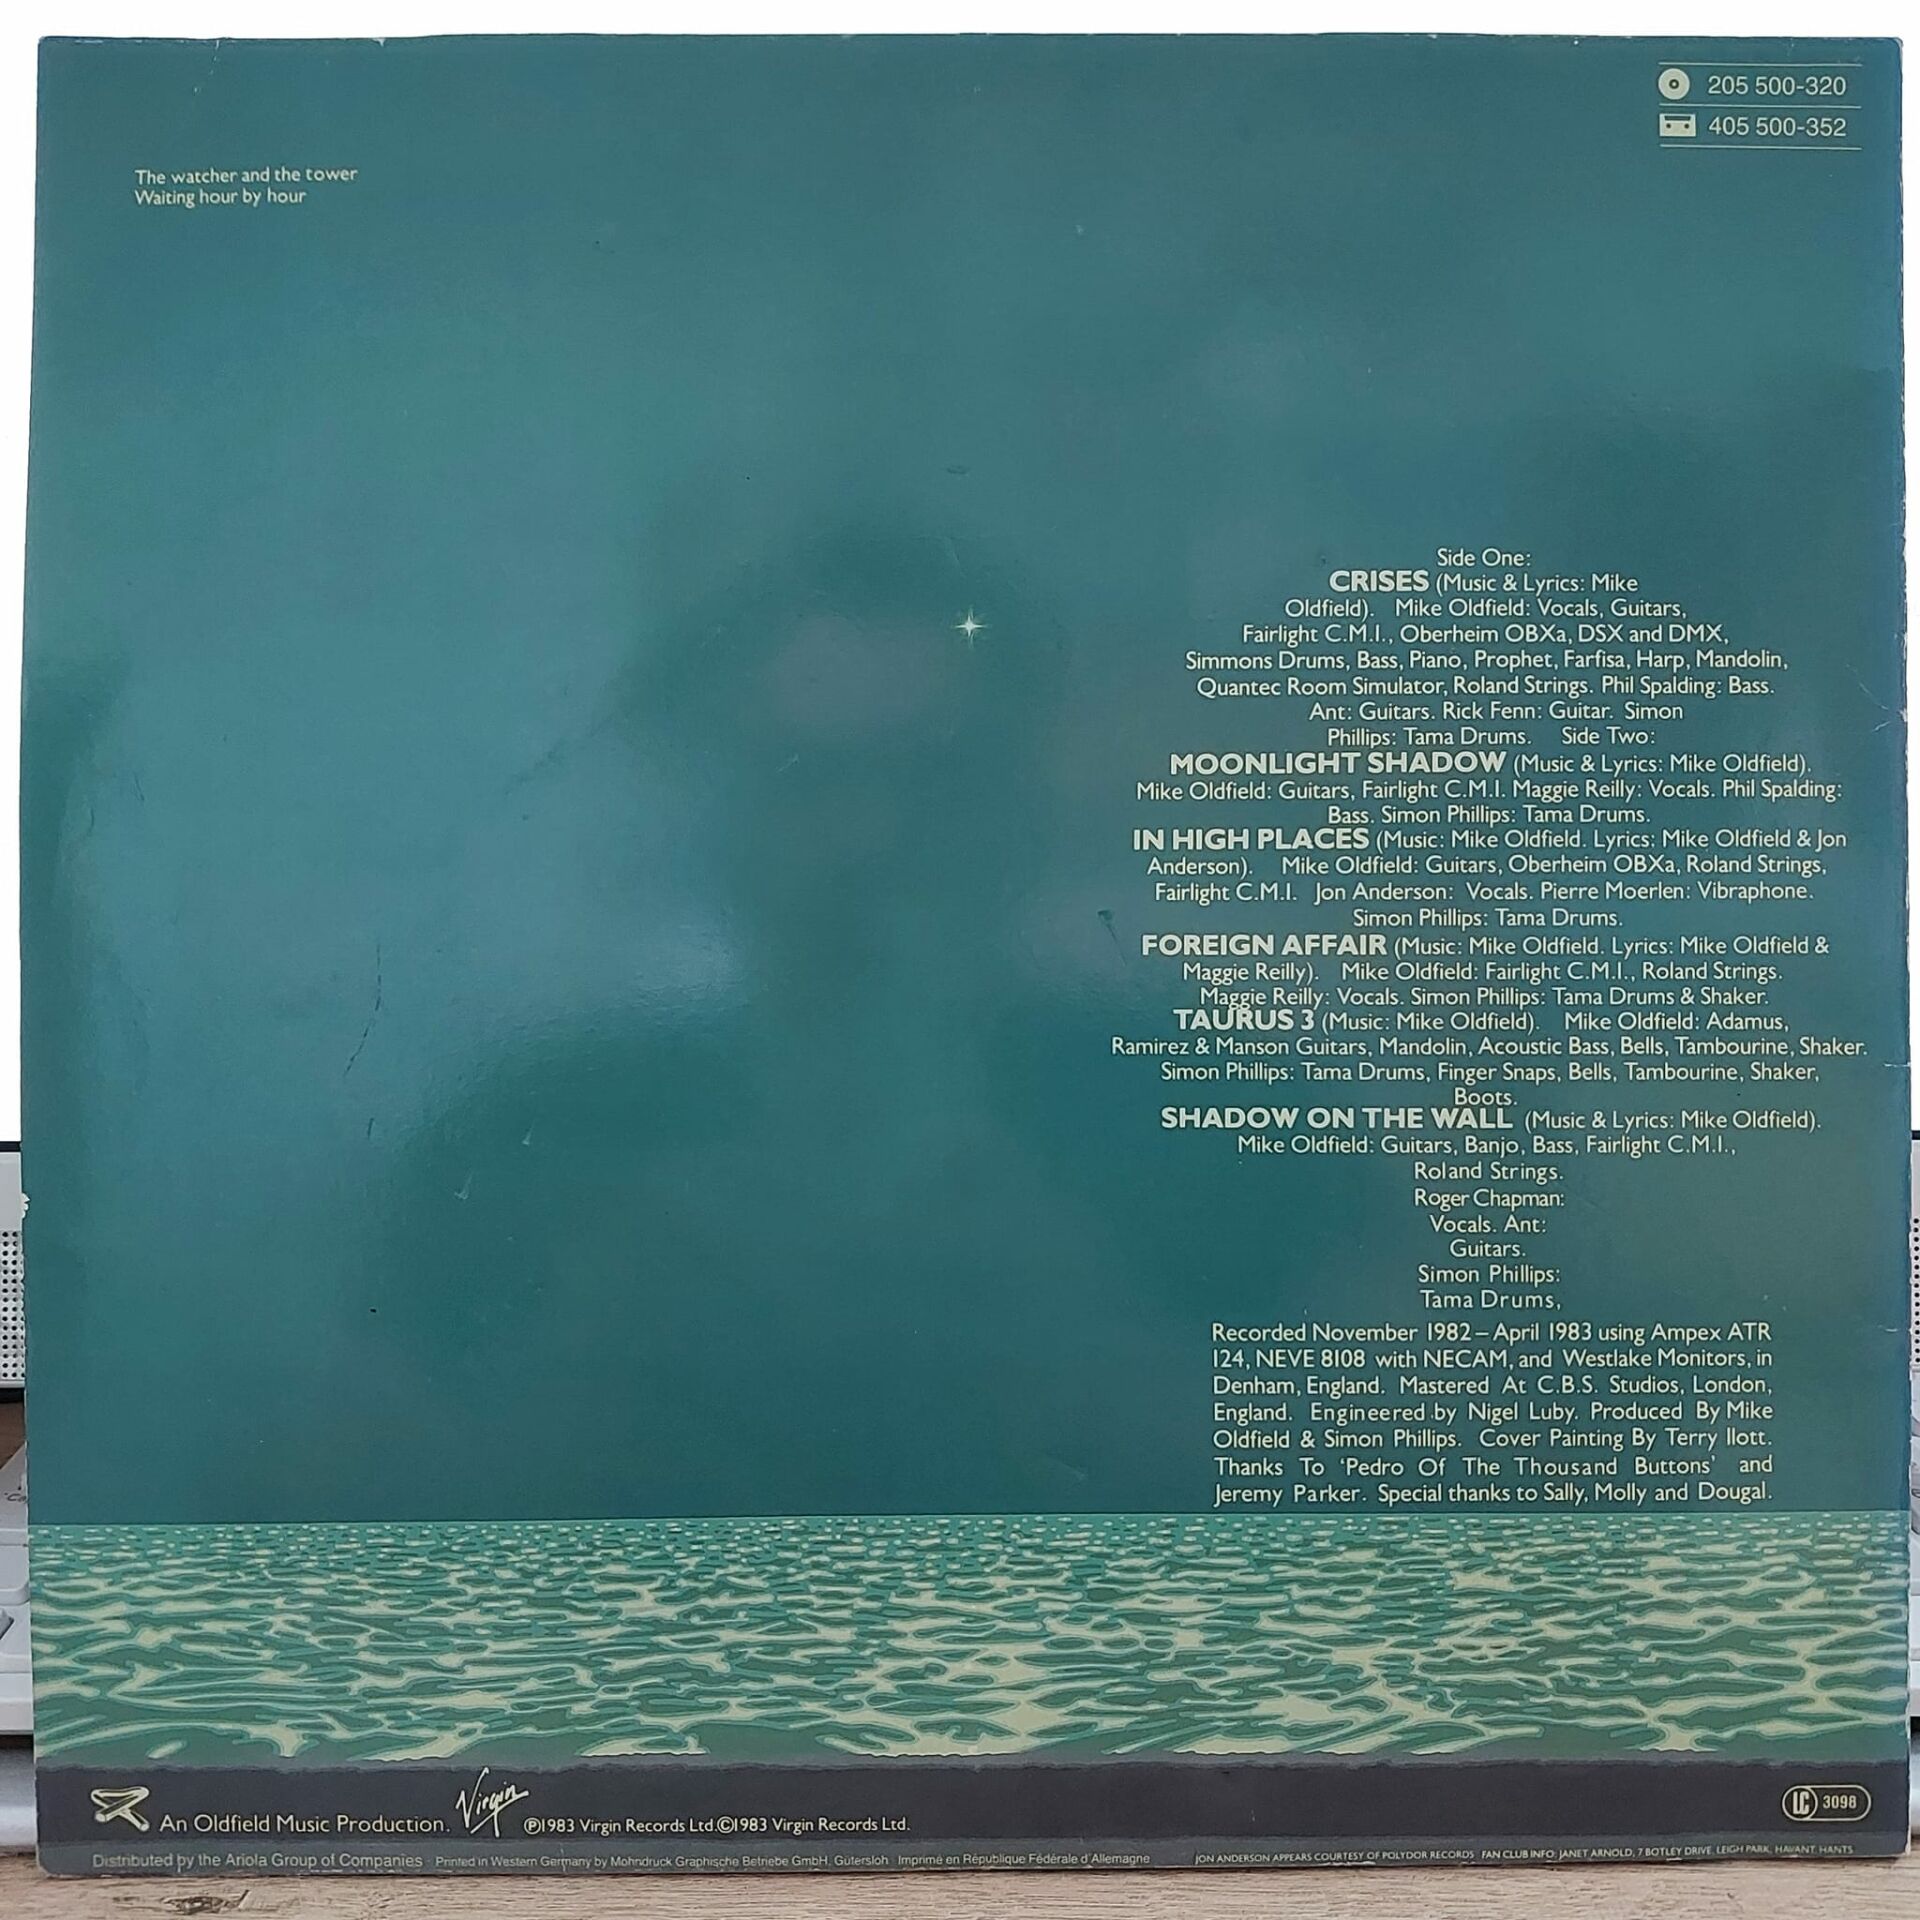 205 500-320
405 500-352
The watcher and the tower
Waiting hour by hour
Side One:
CRISES (Music & Lyrics: Mike
Oldfield). Mike Oldfield: Vocals, Guitars,
Fairlight C.M.I., Oberheim OBXa, DSX and DMX,
Simmons Drums, Bass, Piano, Prophet, Farfisa, Harp, Mandolin,
Quantec Room Simulator, Roland Strings. Phil Spalding: Bass.
Ant: Guitars. Rick Fenn: Guitar. Simon
Phillips: Tama Drums. Side Two:
MOONLIGHT SHADOW (Music & Lyrics: Mike Oldfield).
Mike Oldfield: Guitars, Fairlight C.M.I. Maggie Reilly: Vocals. Phil Spalding:
Bass. Simon Phillips: Tama Drums.
IN HIGH PLACES (Music: Mike Oldfield. Lyrics: Mike Oldfield & Jon
Anderson). Mike Oldfield: Guitars, Oberheim OBXa, Roland Strings,
Fairlight C.M.I. Jon Anderson: Vocals. Pierre Moerlen: Vibraphone.
Simon Phillips: Tama Drums.
FOREIGN AFFAIR (Music: Mike Oldfield. Lyrics: Mike Oldfield &
Maggie Reilly). Mike Oldfield: Fairlight C.M.I., Roland Strings.
Maggie Reilly: Vocals. Simon Phillips: Tama Drums & Shaker.
TAURUS 3 (Music: Mike Oldfield). Mike Oldfield: Adamus,
Ramirez & Manson Guitars, Mandolin, Acoustic Bass, Bells, Tambourine, Shaker.
Simon Phillips: Tama Drums, Finger Snaps, Bells, Tambourine, Shaker,
Boots.
SHADOW ON THE WALL (Music & Lyrics: Mike Oldfield).
Mike Oldfield: Guitars, Banjo, Bass, Fairlight C.M.I.,
Roland Strings.
Roger Chapman:
Vocals. Ant:
Guitars.
Simon Phillips:
Tama Drums,
Recorded November 1982 – April 1983 using Ampex ATR
124, NEVE 8108 with NECAM, and Westlake Monitors, in
Denham, England. Mastered At C.B.S. Studios, London,
England. Engineered by Nigel Luby. Produced By Mike
Oldfield & Simon Phillips. Cover Painting By Terry Ilott.
Thanks To 'Pedro Of The Thousand Buttons' and
Jeremy Parker. Special thanks to Sally, Molly and Dougal.
An Oldfield Music Production. Virgin ℗1983 Virgin Records Ltd.©1983 Virgin Records Ltd.
LC 3098
Distributed by the Ariola Group of Companies · Printed in Western Germany by Mohndruck Graphische Betriebe GmbH, Gütersloh · Imprimé en République Fédérale d'Allemagne
JON ANDERSON APPEARS COURTESY OF POLYDOR RECORDS FAN CLUB INFO: JANET ARNOLD, 7 BOTLEY DRIVE, LEIGH PARK, HAVANT, HANTS